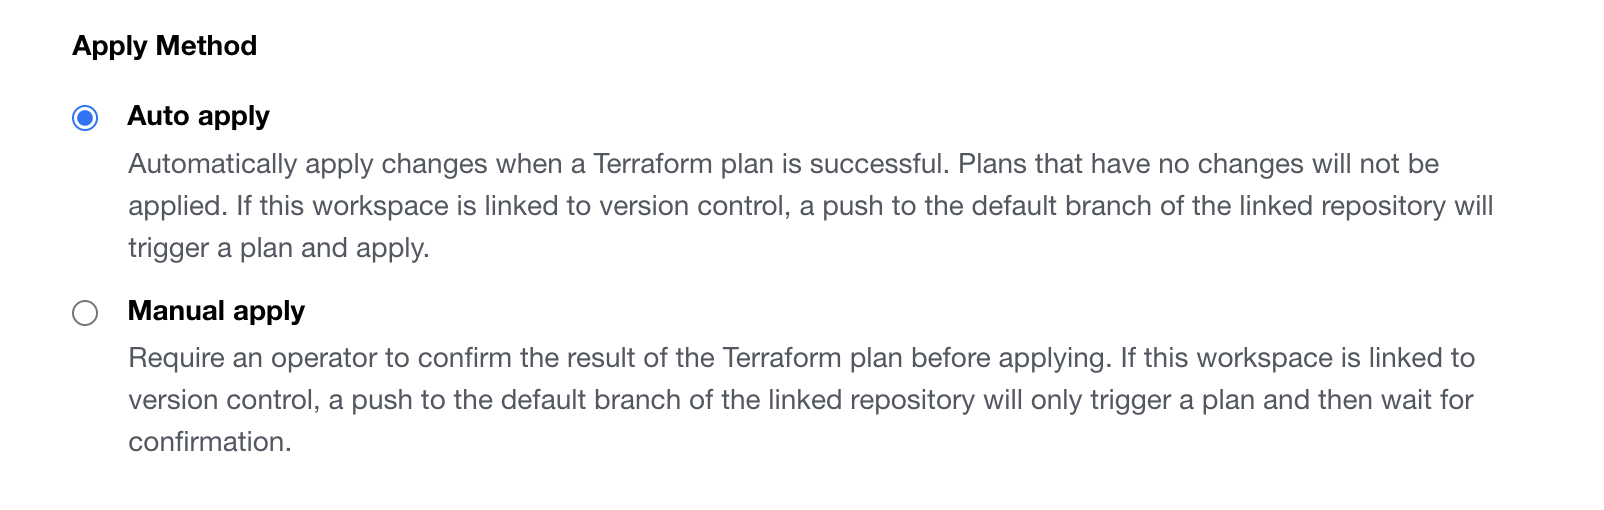 Apply Method
Auto apply
Automatically apply changes when a Terraform plan is successful. Plans that have no changes will not be
applied. If this workspace is linked to version control, a push to the default branch of the linked repository will
trigger a plan and apply.
Manual apply
Require an operator to confirm the result of the Terraform plan before applying. If this workspace is linked to
version control, a push to the default branch of the linked repository will only trigger a plan and then wait for
confirmation.